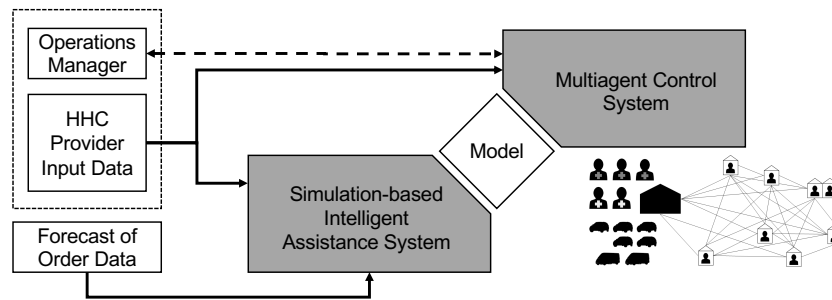 Operations
Manager
HHC
Provider
Input Data
Forecast of
Order Data
Simulation-based
Intelligent
Assistance System
Model
Multiagent Control
System